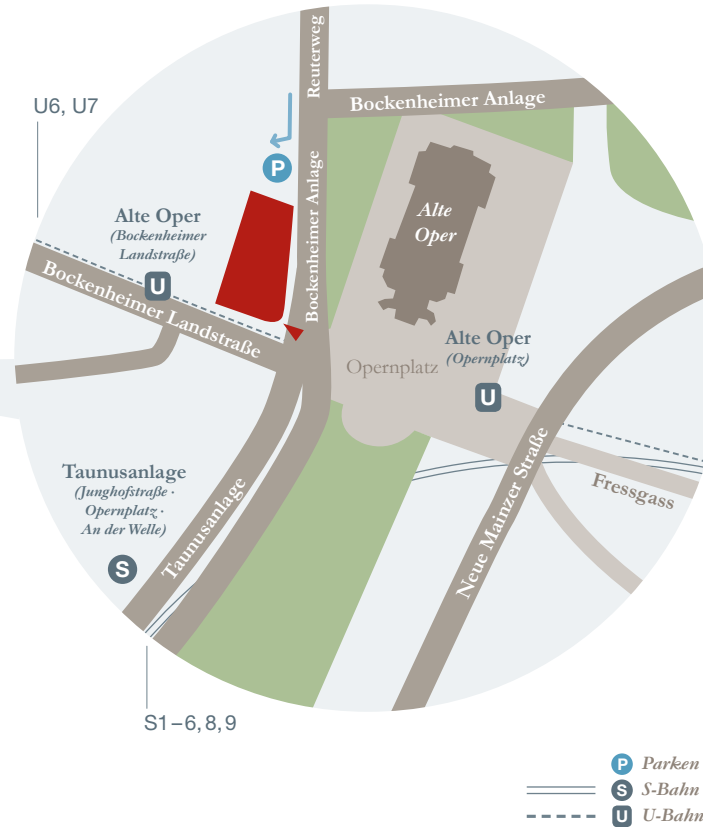 Reuterweg
Bockenheimer Anlage
U6, U7
P
Bockenheimer Anlage
Alte Oper
(Bockenheimer
Landstraße)
U
Alte
Oper
Bockenheimer Landstraße
Alte Oper
(Opernplatz)
Opernplatz
U
Taunusanlage
(Junghofstraße ·
Opernplatz ·
An der Welle)
S
Taunusanlage
Neue Mainzer Straße
Fressgass
S1–6, 8, 9
P Parken
S S-Bahn
U U-Bahn